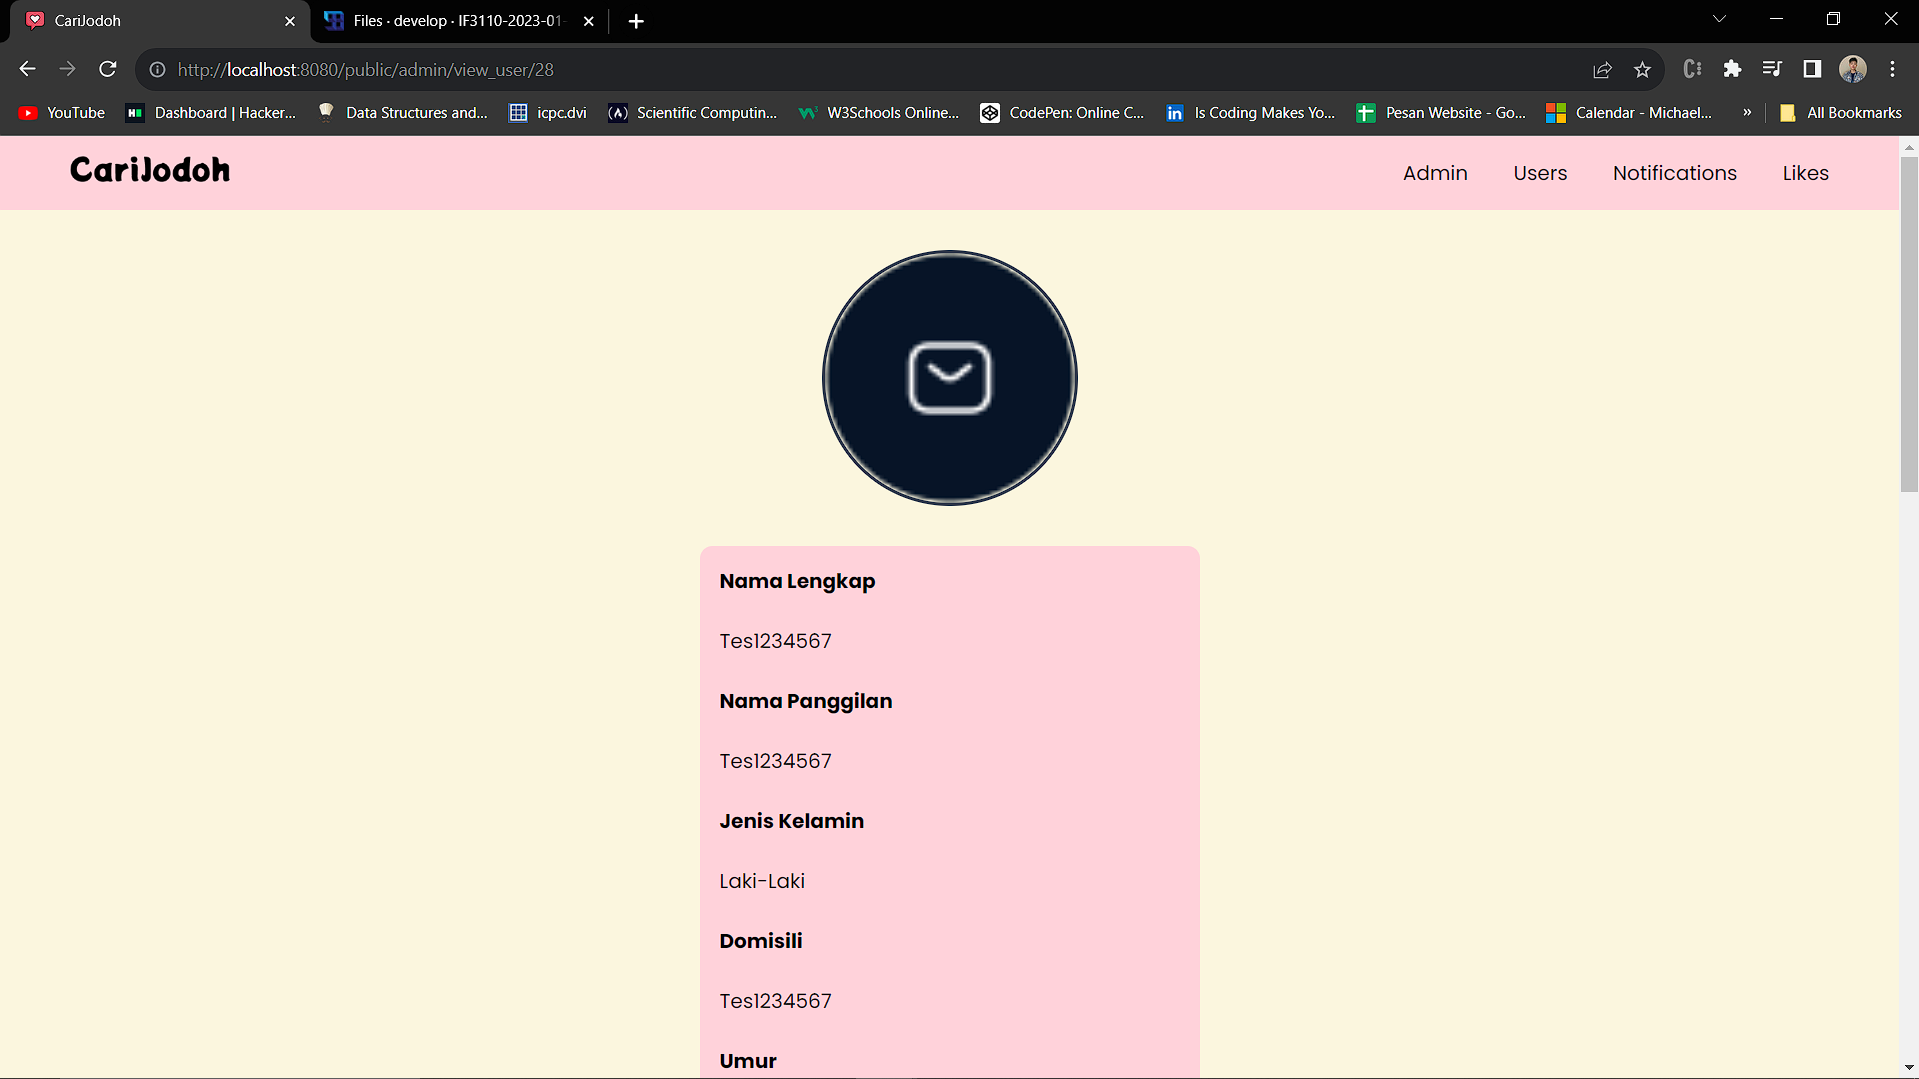 CariJodoh
Files · develop · IF3110-2023-01-
http://localhost:8080/public/admin/view_user/28
YouTube
Dashboard | Hacker...
Data Structures and...
icpc.dvi
Scientific Computin...
W3Schools Online...
CodePen: Online C...
Is Coding Makes Yo...
Pesan Website - Go...
Calendar - Michael...
»
All Bookmarks
CariJodoh
Admin
Users
Notifications
Likes
Nama Lengkap
Tes1234567
Nama Panggilan
Tes1234567
Jenis Kelamin
Laki-Laki
Domisili
Tes1234567
Umur